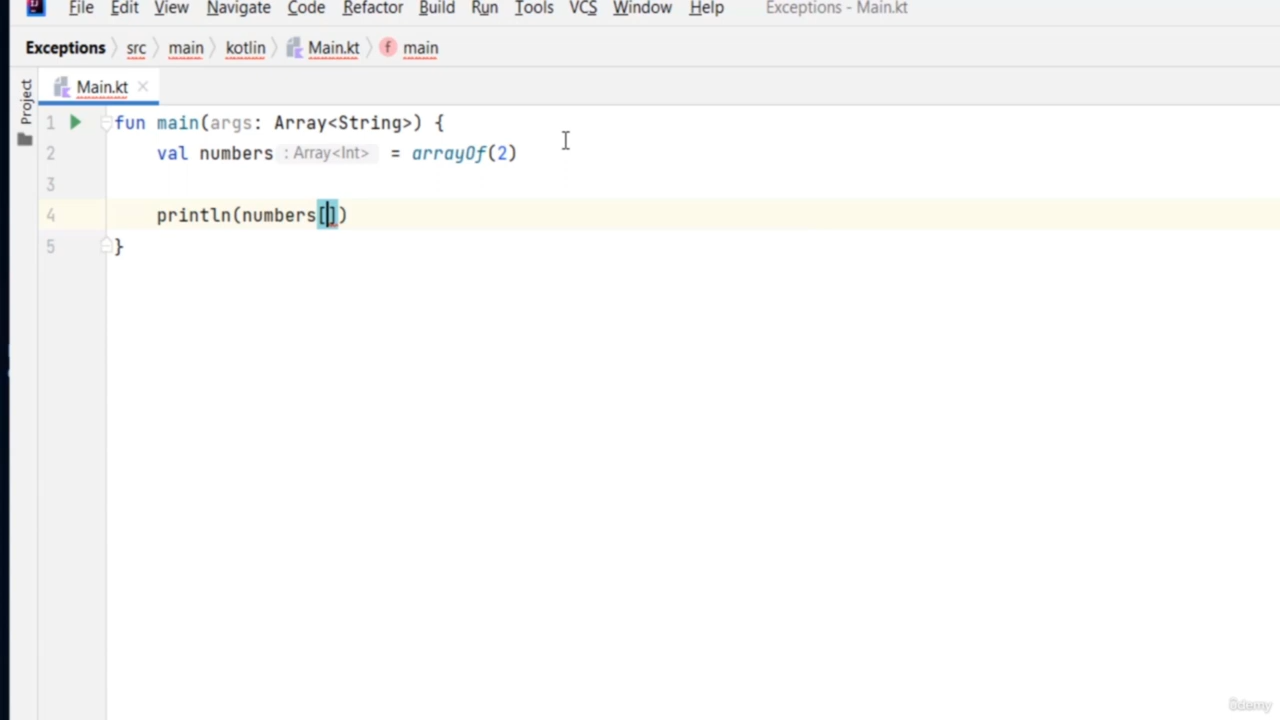 File Edit View Navigate Code Refactor Build Run Tools VCS Window Help Exceptions - Main.kt
Exceptions src main kotlin Main.kt f main
Project
Main.kt
1 fun main(args: Array<String>) {
2 val numbers : Array<Int> = arrayOf(2)
3
4 println(numbers[])
5 }
ûdemy